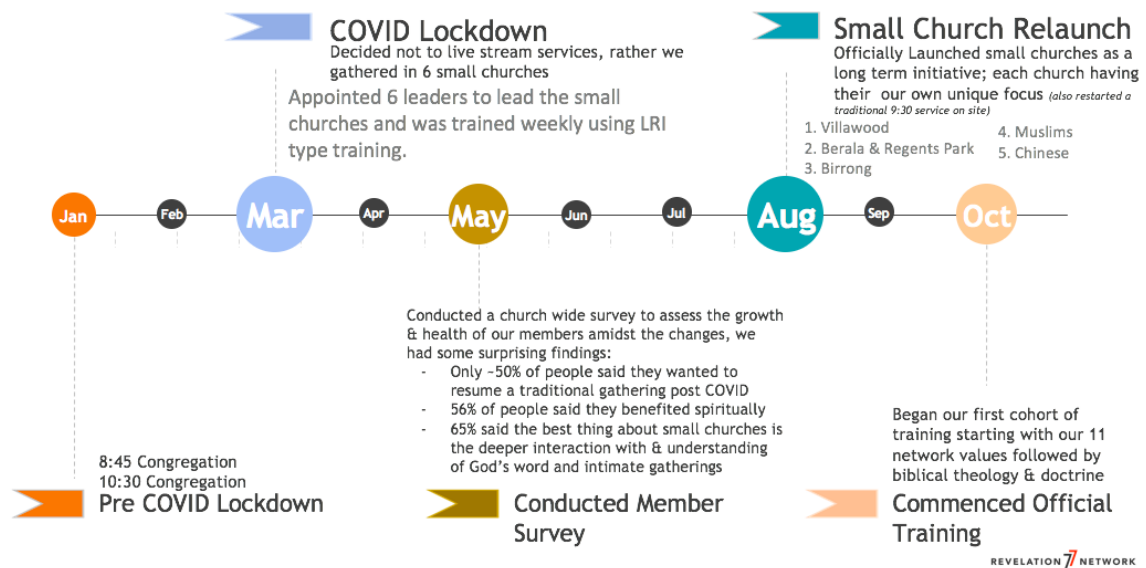 COVID Lockdown
Decided not to live stream services, rather we
gathered in 6 small churches
Appointed 6 leaders to lead the small
churches and was trained weekly using LRI
type training.
Small Church Relaunch
Officially Launched small churches as a
long term initiative; each church having
their  our own unique focus (also restarted a
traditional 9:30 service on site)
1. Villawood
2. Berala & Regents Park
3. Birrong
4. Muslims
5. Chinese
Jan
Feb
Mar
Apr
May
Jun
Jul
Aug
Sep
Oct
8:45 Congregation
10:30 Congregation
Pre COVID Lockdown
Conducted a church wide survey to assess the growth
& health of our members amidst the changes, we
had some surprising findings:
- Only ~50% of people said they wanted to
resume a traditional gathering post COVID
- 56% of people said they benefited spiritually
- 65% said the best thing about small churches is
the deeper interaction with & understanding
of God's word and intimate gatherings
Conducted Member
Survey
Began our first cohort of
training starting with our 11
network values followed by
biblical theology & doctrine
Commenced Official
Training
REVELATION 77 NETWORK